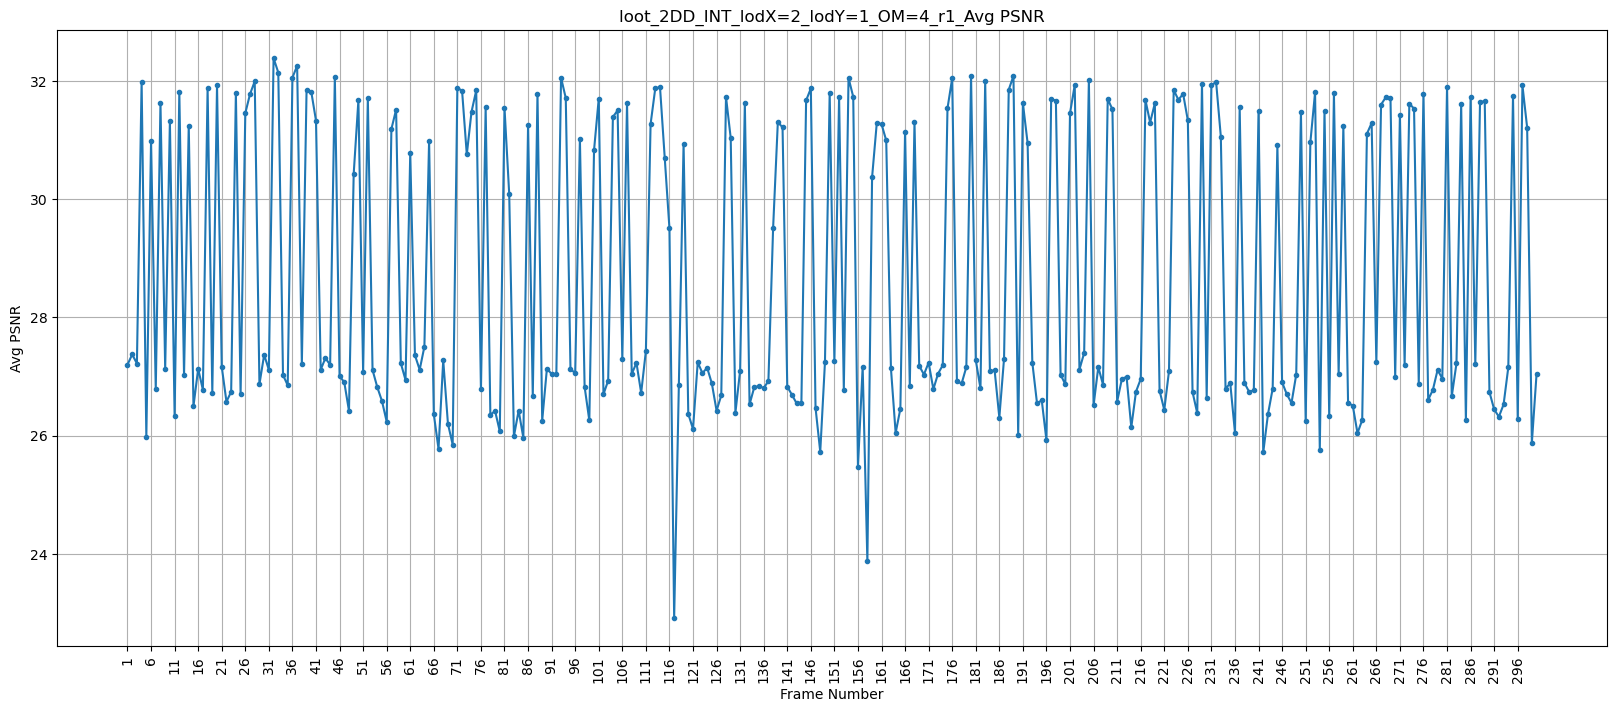 loot_2DD_INT_lodX=2_lodY=1_OM=4_r1_Avg PSNR
Avg PSNR
32
30
28
26
24
1 6 11 16 21 26 31 36 41 46 51 56 61 66 71 76 81 86 91 96 101 106 111 116 121 126 131 136 141 146 151 156 161 166 171 176 181 186 191 196 201 206 211 216 221 226 231 236 241 246 251 256 261 266 271 276 281 286 291 296
Frame Number